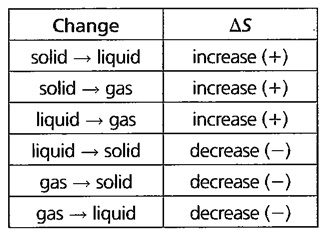 Change ΔS
solid → liquid increase (+)
solid → gas increase (+)
liquid → gas increase (+)
liquid → solid decrease (−)
gas → solid decrease (−)
gas → liquid decrease (−)